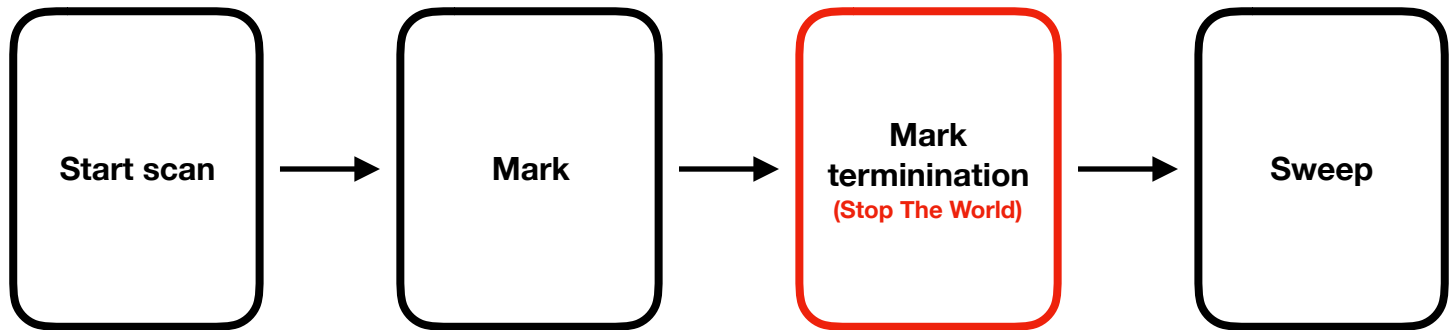 Start scan
Mark
Mark
terminination
(Stop The World)
Sweep